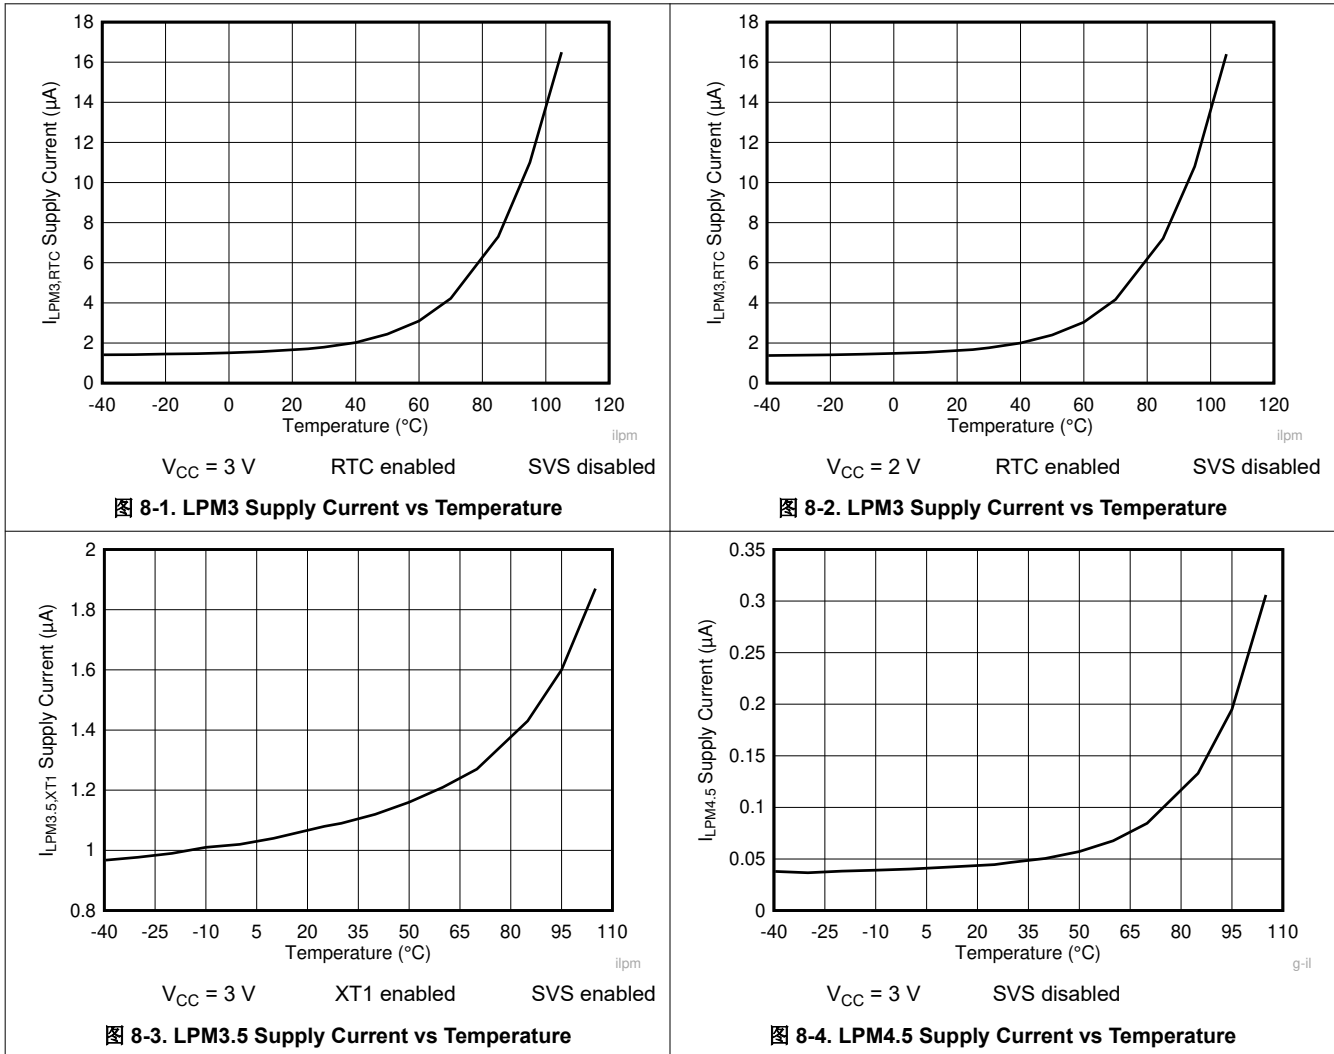 18
16
14
12
10
8
6
4
2
0
I_LPM3,RTC Supply Current (µA)
-40 -20 0 20 40 60 80 100 120
Temperature (°C)
ilpm
V_CC = 3 V RTC enabled SVS disabled
图 8-1. LPM3 Supply Current vs Temperature
18
16
14
12
10
8
6
4
2
0
I_LPM3,RTC Supply Current (µA)
-40 -20 0 20 40 60 80 100 120
Temperature (°C)
ilpm
V_CC = 2 V RTC enabled SVS disabled
图 8-2. LPM3 Supply Current vs Temperature
2
1.8
1.6
1.4
1.2
1
0.8
I_LPM3.5,XT1 Supply Current (µA)
-40 -25 -10 5 20 35 50 65 80 95 110
Temperature (°C)
ilpm
V_CC = 3 V XT1 enabled SVS enabled
图 8-3. LPM3.5 Supply Current vs Temperature
0.35
0.3
0.25
0.2
0.15
0.1
0.05
0
I_LPM4.5 Supply Current (µA)
-40 -25 -10 5 20 35 50 65 80 95 110
Temperature (°C)
g-il
V_CC = 3 V SVS disabled
图 8-4. LPM4.5 Supply Current vs Temperature